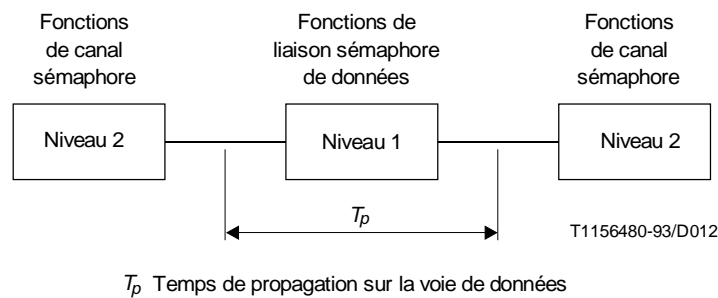 Fonctions
de canal
sémaphore
Fonctions de
liaison sémaphore
de données
Fonctions
de canal
sémaphore
Niveau 2
Niveau 1
Niveau 2
Tp
T1156480-93/D012
Tp Temps de propagation sur la voie de données